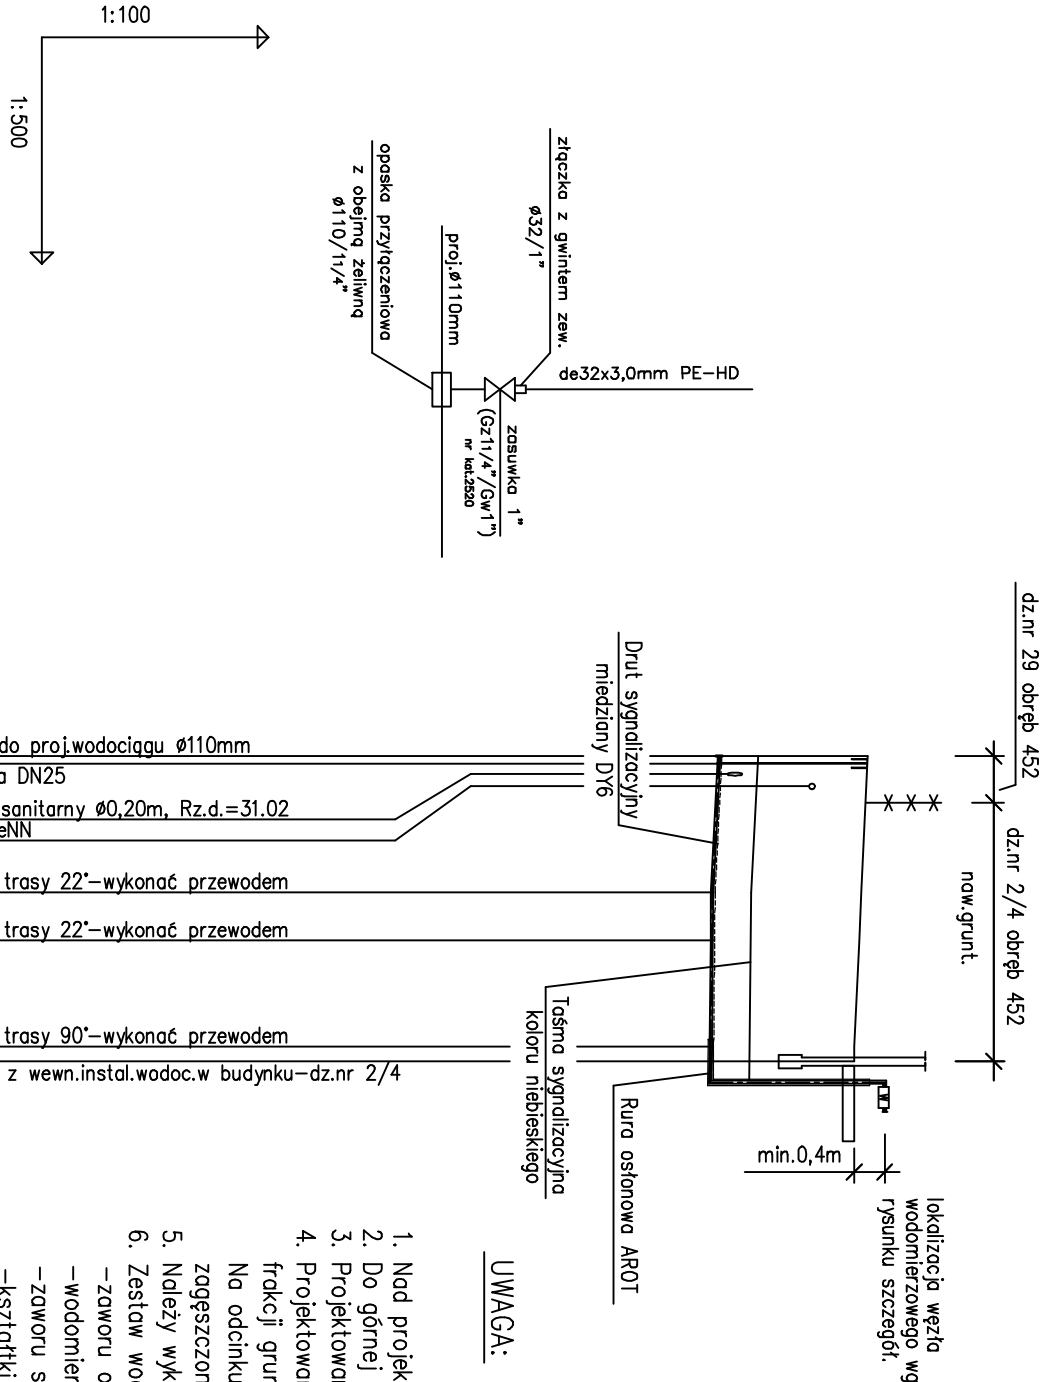 1:100
1:500
złączka z gwintem zew.
ø32/1"
opaska przyłączeniowa
z obejmą żeliwną
ø110/11/4"
proj.ø110mm
de32x3,0mm PE-HD
zasuwka 1"
(Gz11/4"/Gw1")
nr kat.2520
dz.nr 29 obręb 452
dz.nr 2/4 obręb 452
naw.grunt.
Drut sygnalizacyjny
miedziany DY6
do proj.wodociągu ø110mm
a DN25
sanitarny ø0,20m, Rz.d.=31.02
eNN
trasy 22°-wykonać przewodem
trasy 22°-wykonać przewodem
trasy 90°-wykonać przewodem
z wewn.instal.wodoc.w budynku-dz.nr 2/4
Taśma sygnalizacyjna
koloru niebieskiego
Rura osłonowa AROT
W
min.0,4m
lokalizacja węzła
wodomierzowego wg
rysunku szczegół.
UWAGA:
1. Nad projek
2. Do górnej
3. Projektowar
4. Projektowar
frakcji grur
Na odcinku
zagęszczon
5. Należy wyk
6. Zestaw woc
-zaworu o
-wodomier
-zaworu s
-kształtki